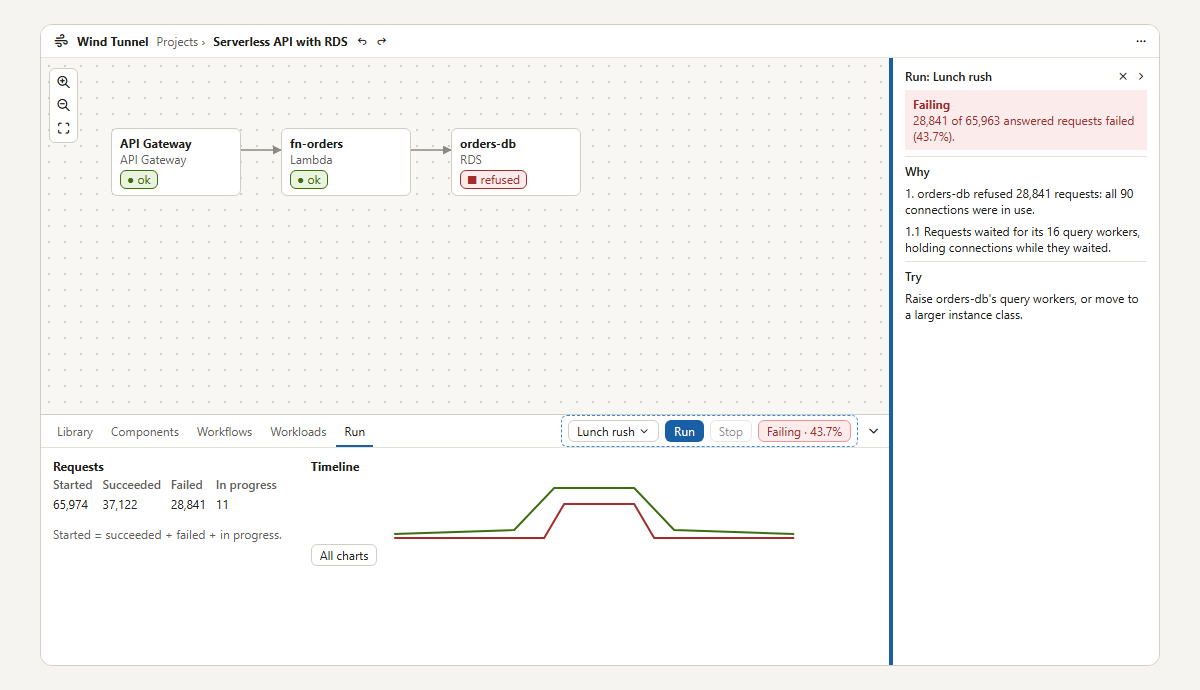 Wind Tunnel Projects › Serverless API with RDS
Run: Lunch rush
Failing
28,841 of 65,963 answered requests failed
(43.7%).
Why
1. orders-db refused 28,841 requests: all 90
connections were in use.
1.1 Requests waited for its 16 query workers,
holding connections while they waited.
Try
Raise orders-db's query workers, or move to
a larger instance class.
API Gateway
API Gateway
ok
fn-orders
Lambda
ok
orders-db
RDS
refused
Library Components Workflows Workloads Run
Lunch rush Run Stop Failing · 43.7%
Requests
Started Succeeded Failed In progress
65,974 37,122 28,841 11
Started = succeeded + failed + in progress.
Timeline
All charts